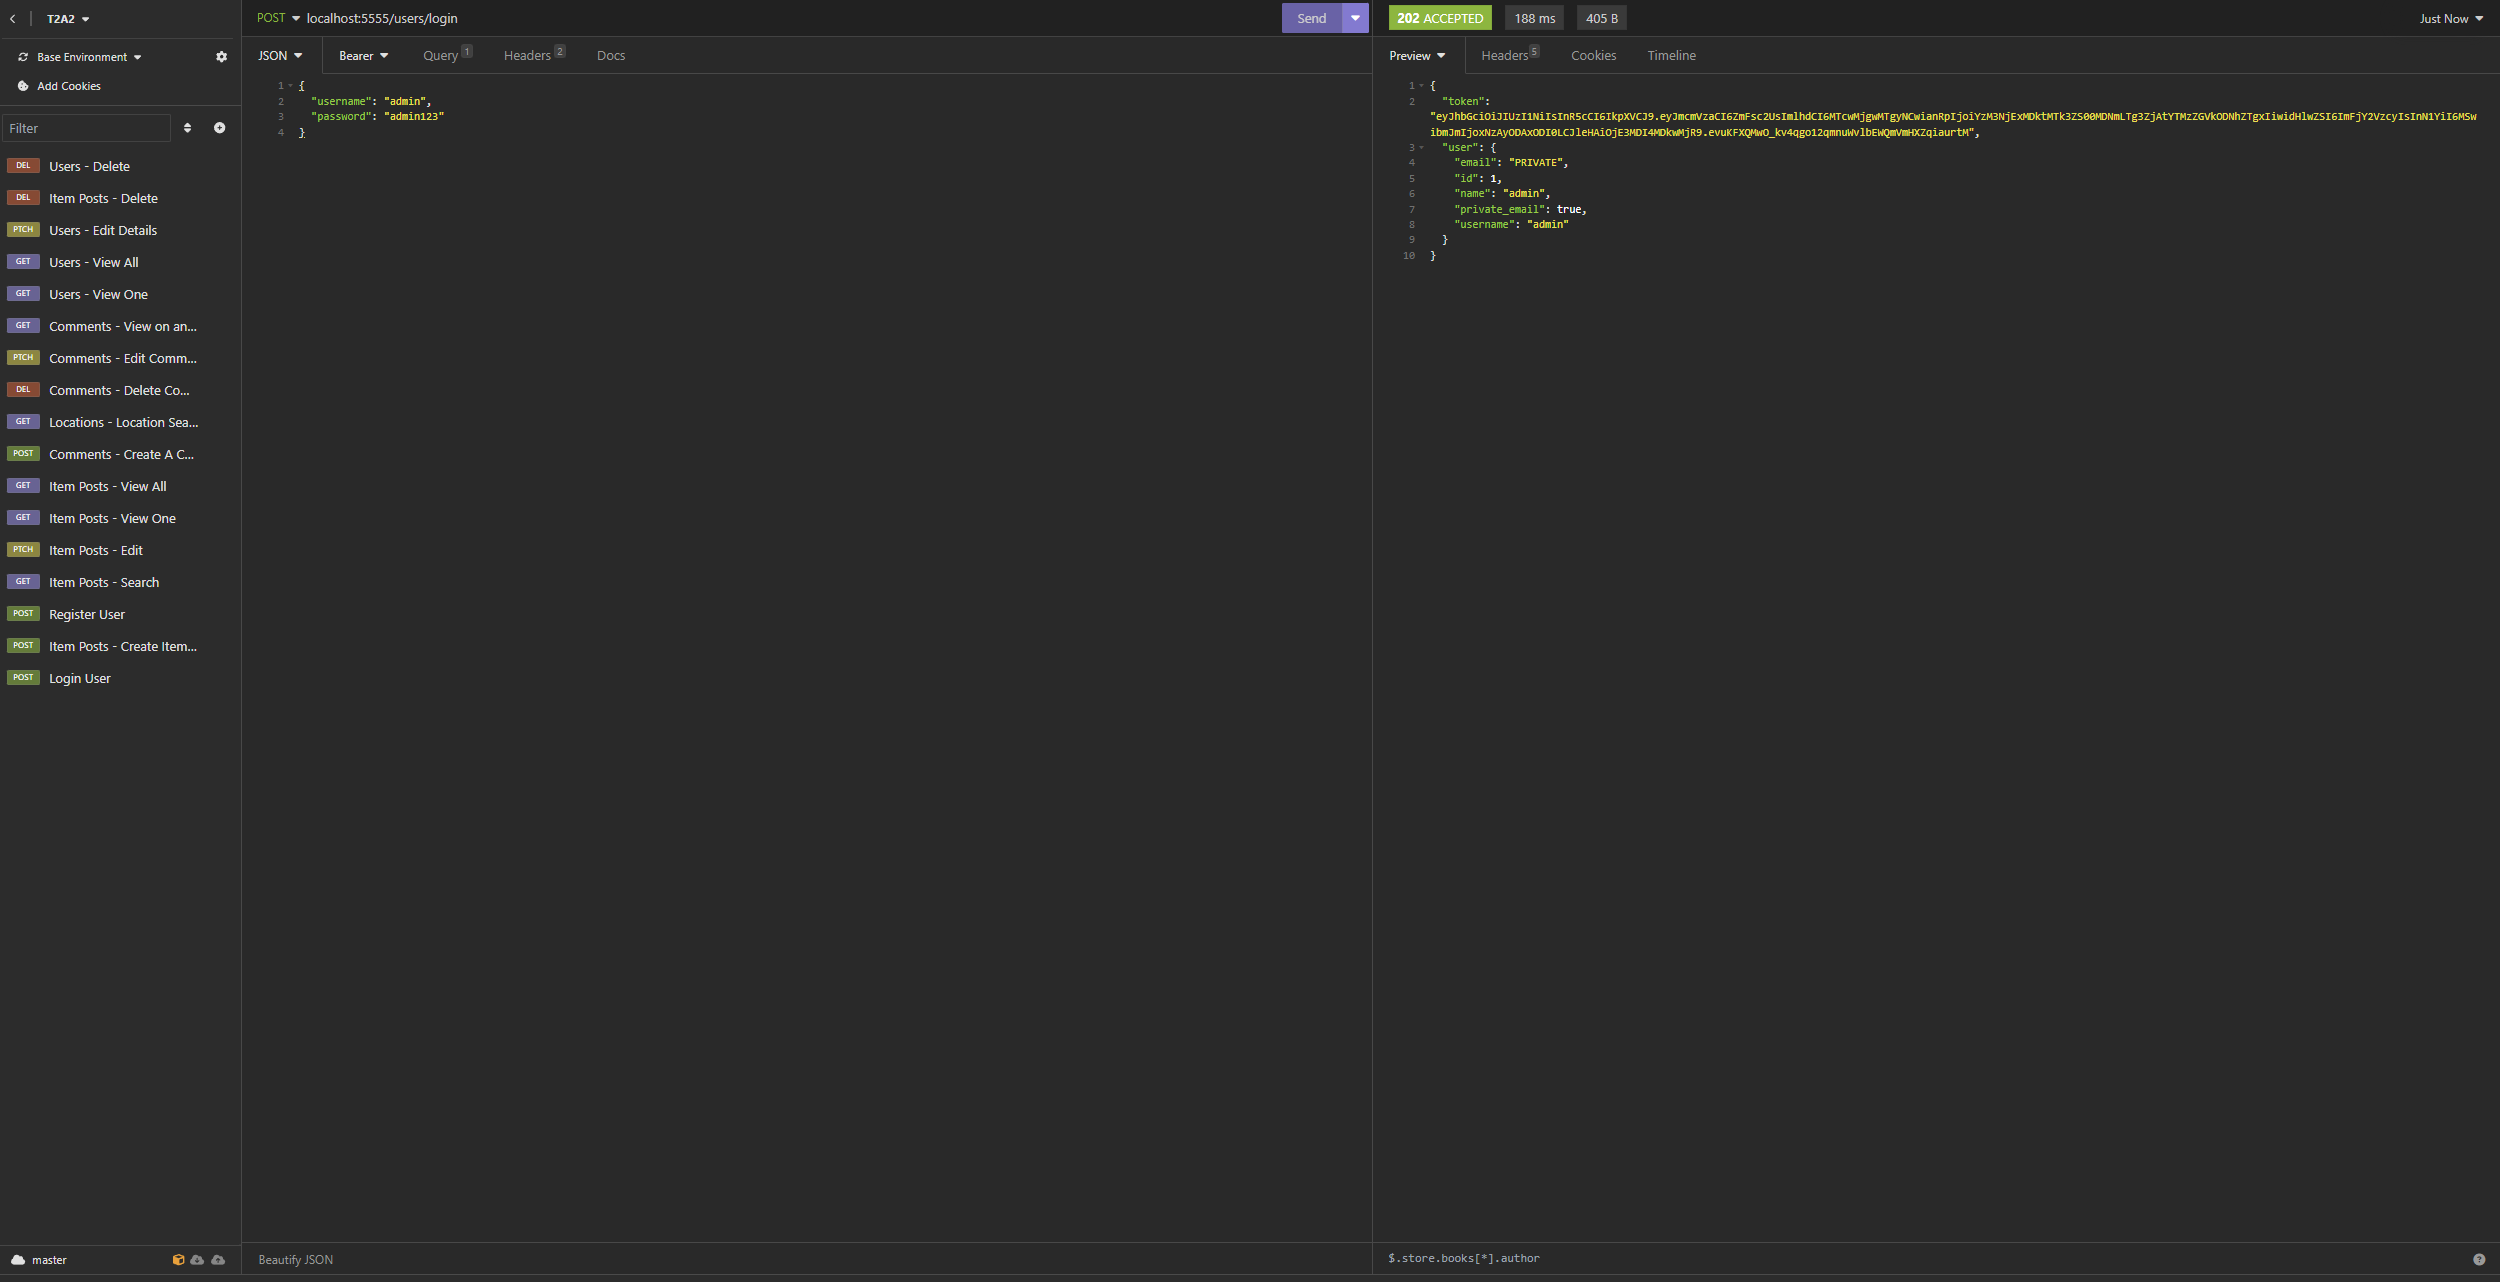 T2A2
Base Environment
Add Cookies
Filter
DEL Users - Delete
DEL Item Posts - Delete
PTCH Users - Edit Details
GET Users - View All
GET Users - View One
GET Comments - View on an...
PTCH Comments - Edit Comm...
DEL Comments - Delete Co...
GET Locations - Location Sea...
POST Comments - Create A C...
GET Item Posts - View All
GET Item Posts - View One
PTCH Item Posts - Edit
GET Item Posts - Search
POST Register User
POST Item Posts - Create Item...
POST Login User
master
POST localhost:5555/users/login Send
JSON Bearer Query 1 Headers 2 Docs
1 {
2 "username": "admin",
3 "password": "admin123"
4 }
Beautify JSON
202 ACCEPTED 188 ms 405 B Just Now
Preview Headers 5 Cookies Timeline
1 {
2 "token":
"eyJhbGciOiJIUzI1NiIsInR5cCI6IkpXVCJ9.eyJmcmVzaCI6ZmFsc2UsImlhdCI6MTcwMjgwMTgyNCwianRpIjoiYzM3NjExMDktMTk3ZS00MDNmLTg3ZjAtYTMzZGVkODNhZTgxIiwidHlwZSI6ImFjY2VzcyIsInN1YiI6MSw
ibmJmIjoxNzAyODAxODI0LCJleHAiOjE3MDI4MDkwMjR9.evuKFXQMwO_kv4qgo12qmnuWvlbEWQmVmHXZqiaurtM",
3 "user": {
4 "email": "PRIVATE",
5 "id": 1,
6 "name": "admin",
7 "private_email": true,
8 "username": "admin"
9 }
10 }
$.store.books[*].author